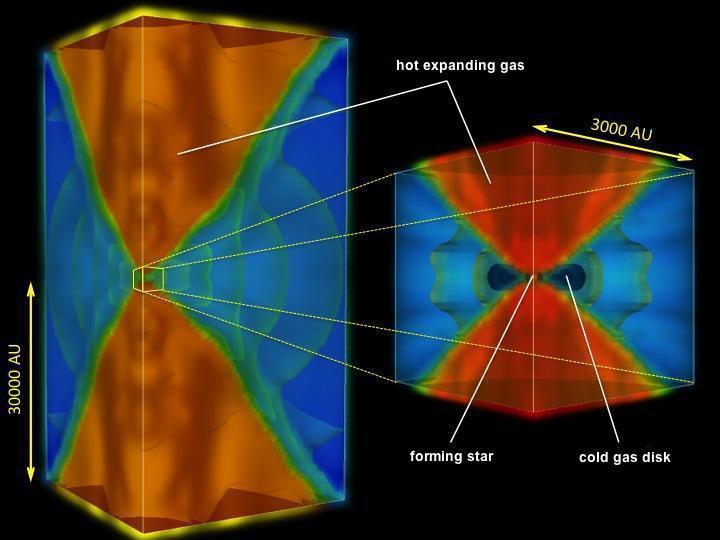 hot expanding gas
3000 AU
30000 AU
forming star
cold gas disk